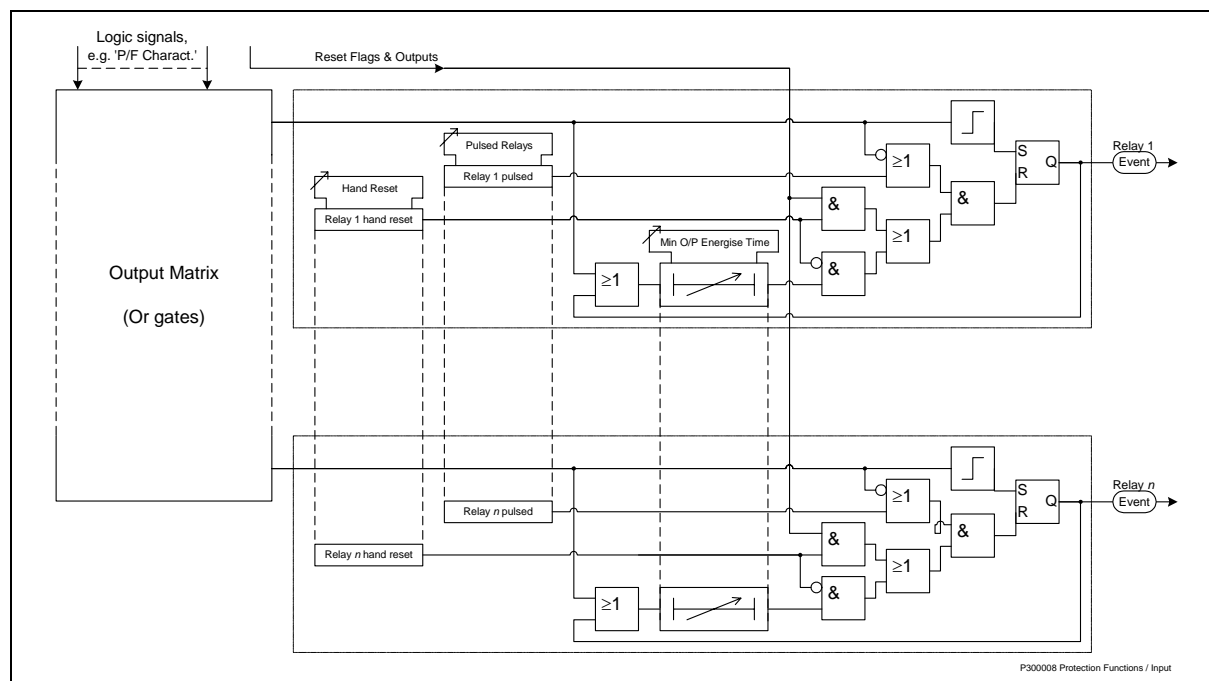 Logic signals,
e.g. 'P/F Charact.'
Reset Flags & Outputs
Output Matrix
(Or gates)
Pulsed Relays
Relay 1 pulsed
Hand Reset
Relay 1 hand reset
Min O/P Energise Time
≥1
≥1
&
&
≥1
&
S
Q
R
Relay 1
Event
Relay n pulsed
Relay n hand reset
≥1
≥1
&
&
≥1
&
S
Q
R
Relay n
Event
P300008 Protection Functions / Input